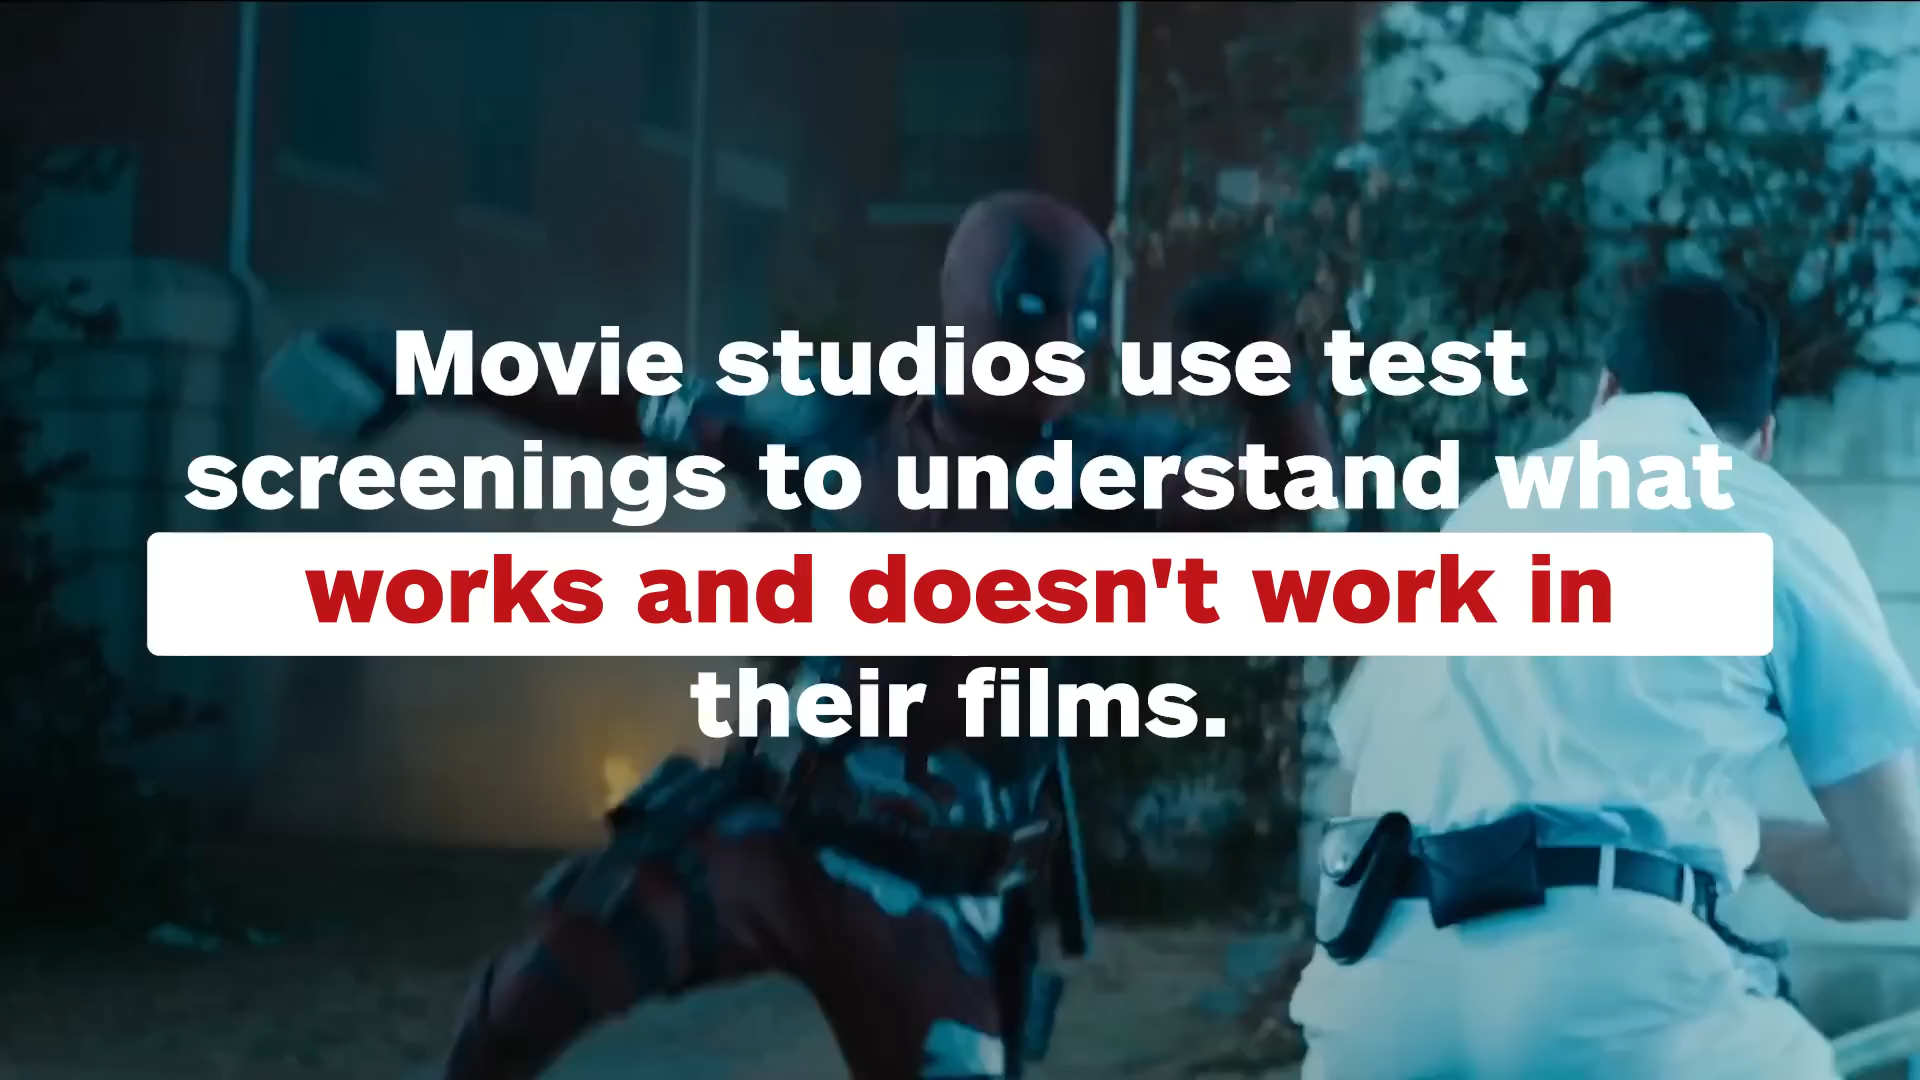 Movie studios use test
screenings to understand what
works and doesn't work in
their films.